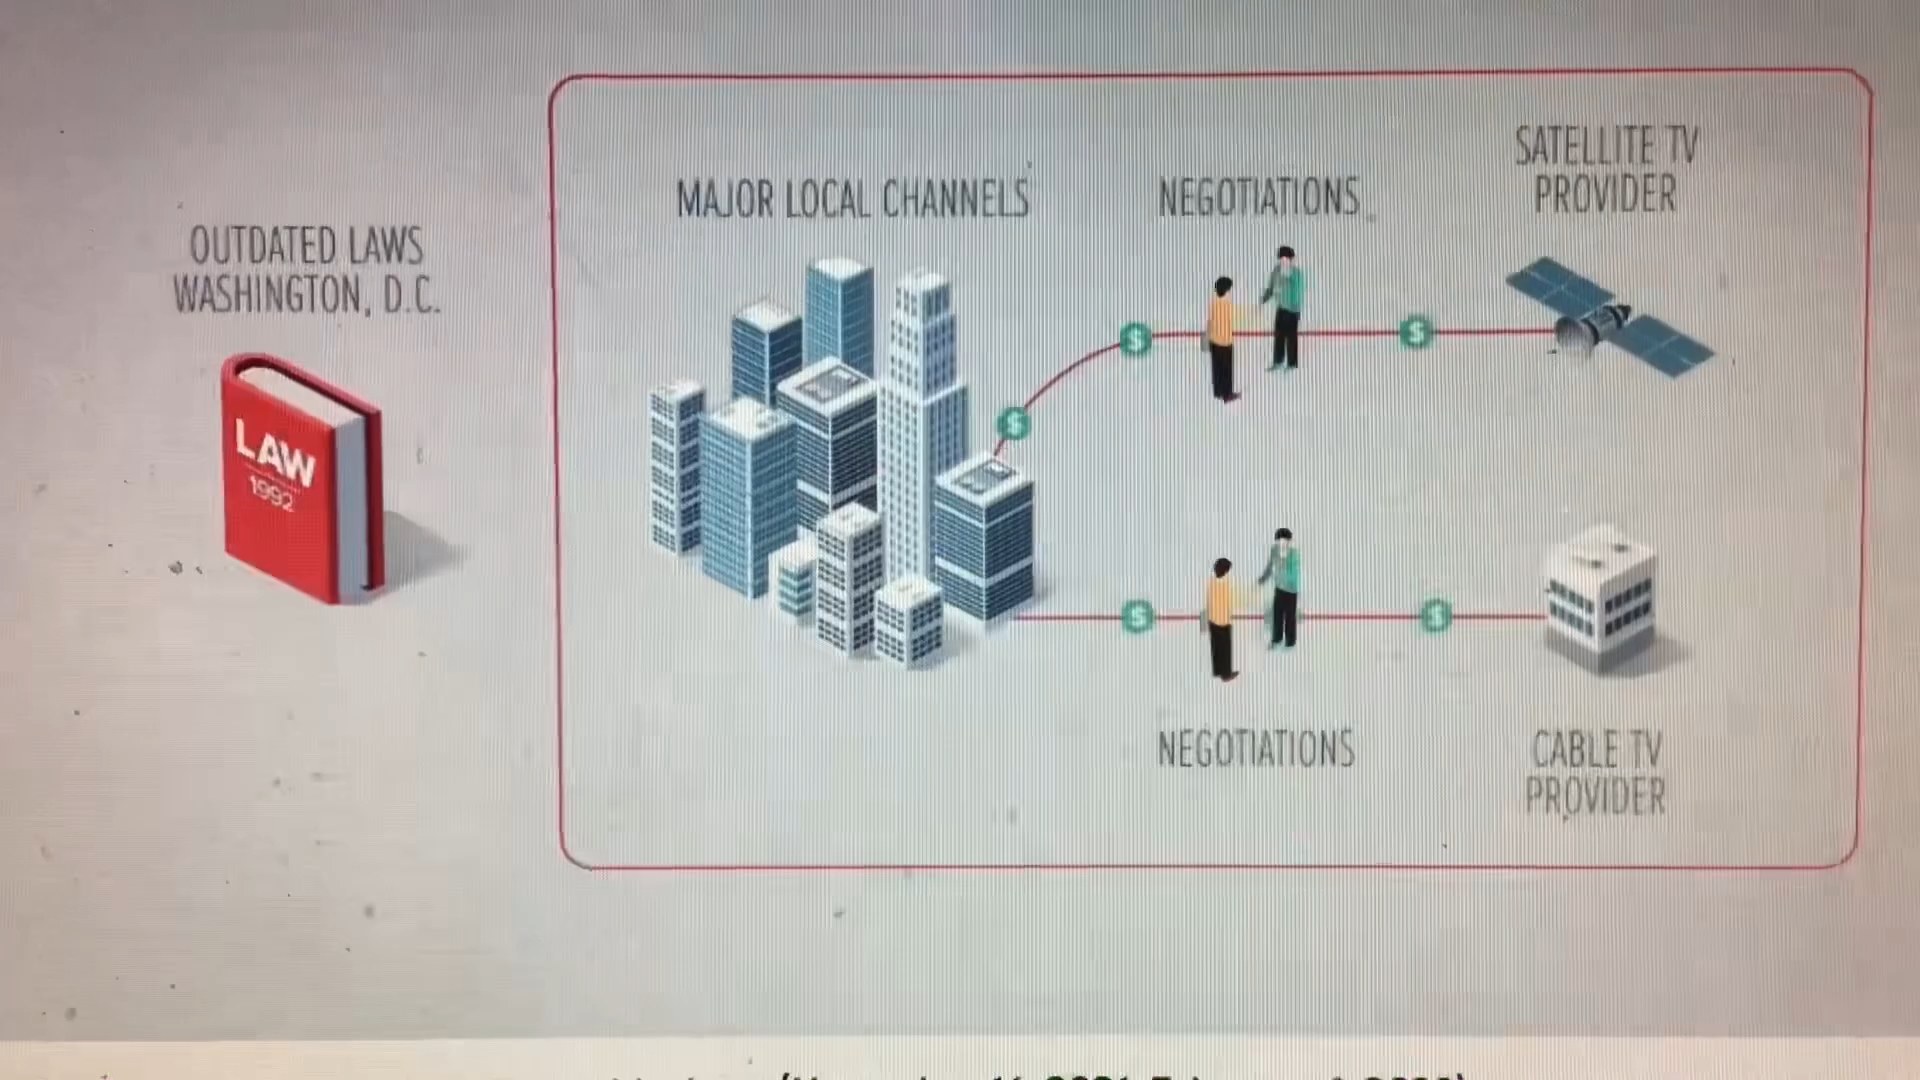 OUTDATED LAWS
WASHINGTON, D.C.
LAW
1992
MAJOR LOCAL CHANNELS
NEGOTIATIONS
SATELLITE TV
PROVIDER
$
$
$
$
$
NEGOTIATIONS
CABLE TV
PROVIDER